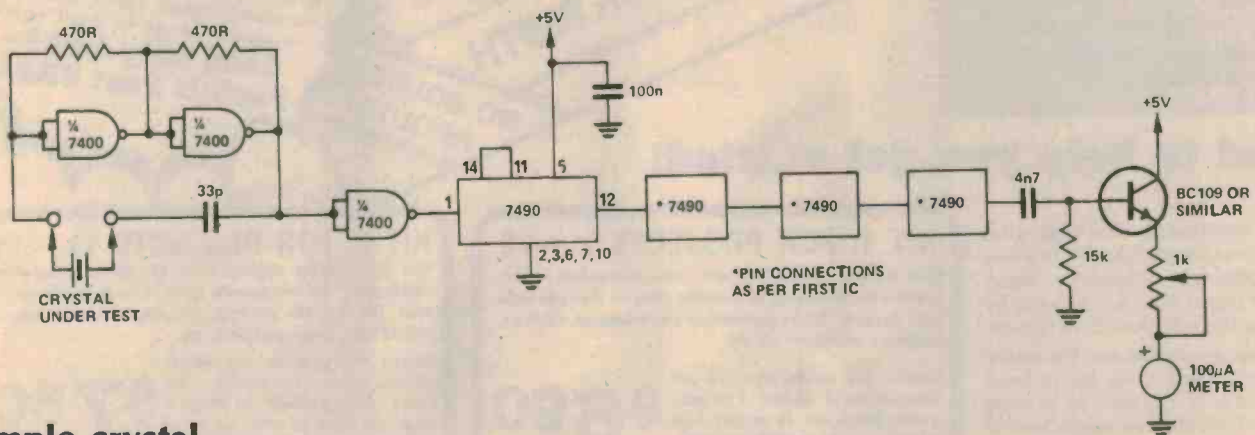 470R
470R
¼
7400
¼
7400
33p
CRYSTAL
UNDER TEST
¼
7400
+5V
100n
14
11
5
1
7490
12
2,3,6,7,10
* 7490
* 7490
* 7490
*PIN CONNECTIONS
AS PER FIRST IC
4n7
15k
+5V
BC109 OR
SIMILAR
1k
+
100μA
METER
mple crystal